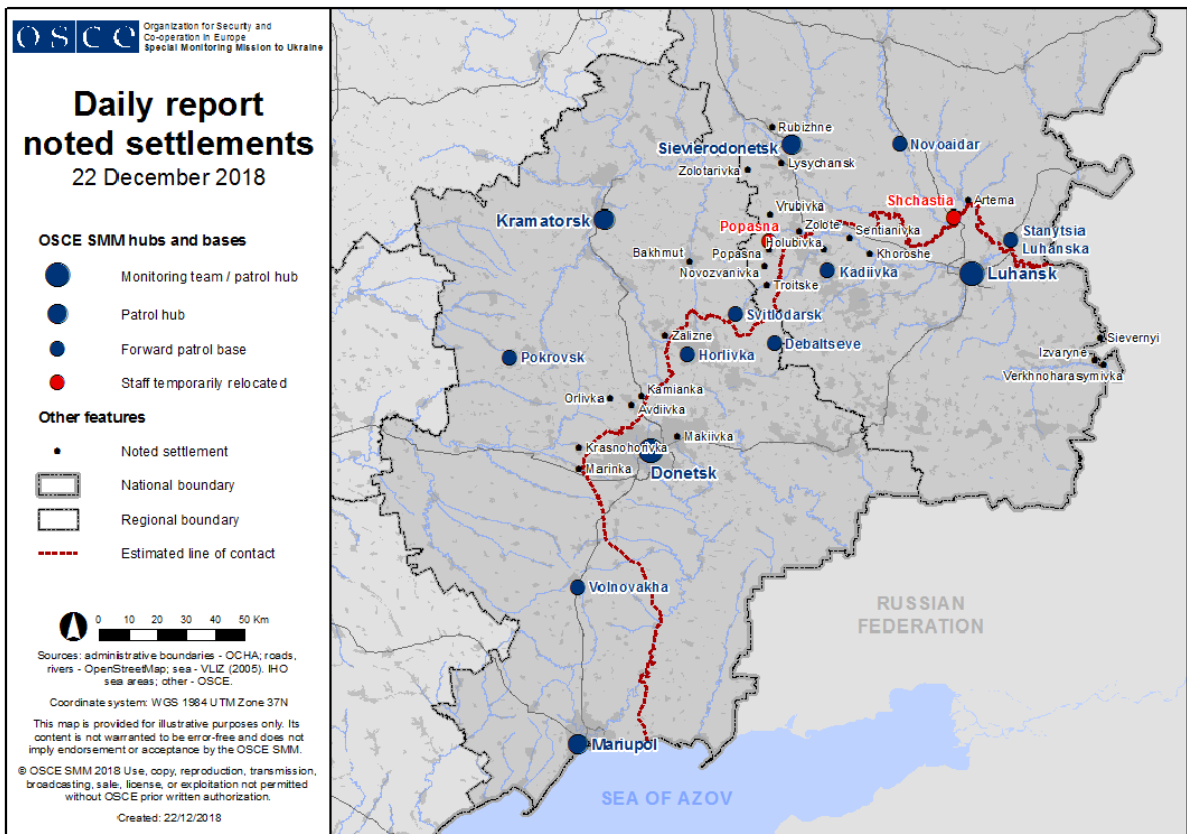 OSCE
Organization for Security and
Co-operation in Europe
Special Monitoring Mission to Ukraine
Daily report
noted settlements
22 December 2018
OSCE SMM hubs and bases
Monitoring team / patrol hub
Patrol hub
Forward patrol base
Staff temporarily relocated
Other features
Noted settlement
National boundary
Regional boundary
Estimated line of contact
0 10 20 30 40 50 Km
Sources: administrative boundaries - OCHA; roads,
rivers - OpenStreetMap; sea - VLIZ (2005). IHO
sea areas; other - OSCE.
Coordinate system: WGS 1984 UTM Zone 37N
This map is provided for illustrative purposes only. Its
content is not warranted to be error-free and does not
imply endorsement or acceptance by the OSCE SMM.
© OSCE SMM 2018 Use, copy, reproduction, transmission,
broadcasting, sale, license, or exploitation not permitted
without OSCE prior written authorization.
Created: 22/12/2018
Rubizhne
Sievierodonetsk
Novoaidar
Lysychansk
Zolotarivka
Shchastia
Artema
Kramatorsk
Vrubivka
Popasna
Zolote
Sentianivka
Stanytsia
Luhanska
Holubivka
Popasna
Khoroshe
Bakhmut
Novozvanivka
Kadiivka
Luhansk
Troitske
Svitlodarsk
Zalizne
Debaltseve
Sievernyi
Pokrovsk
Horlivka
Izvaryne
Verkhnoharasymivka
Kamianka
Orlivka
Avdiivka
Makiivka
Krasnohorivka
Marinka
Donetsk
Volnovakha
RUSSIAN
FEDERATION
Mariupol
SEA OF AZOV